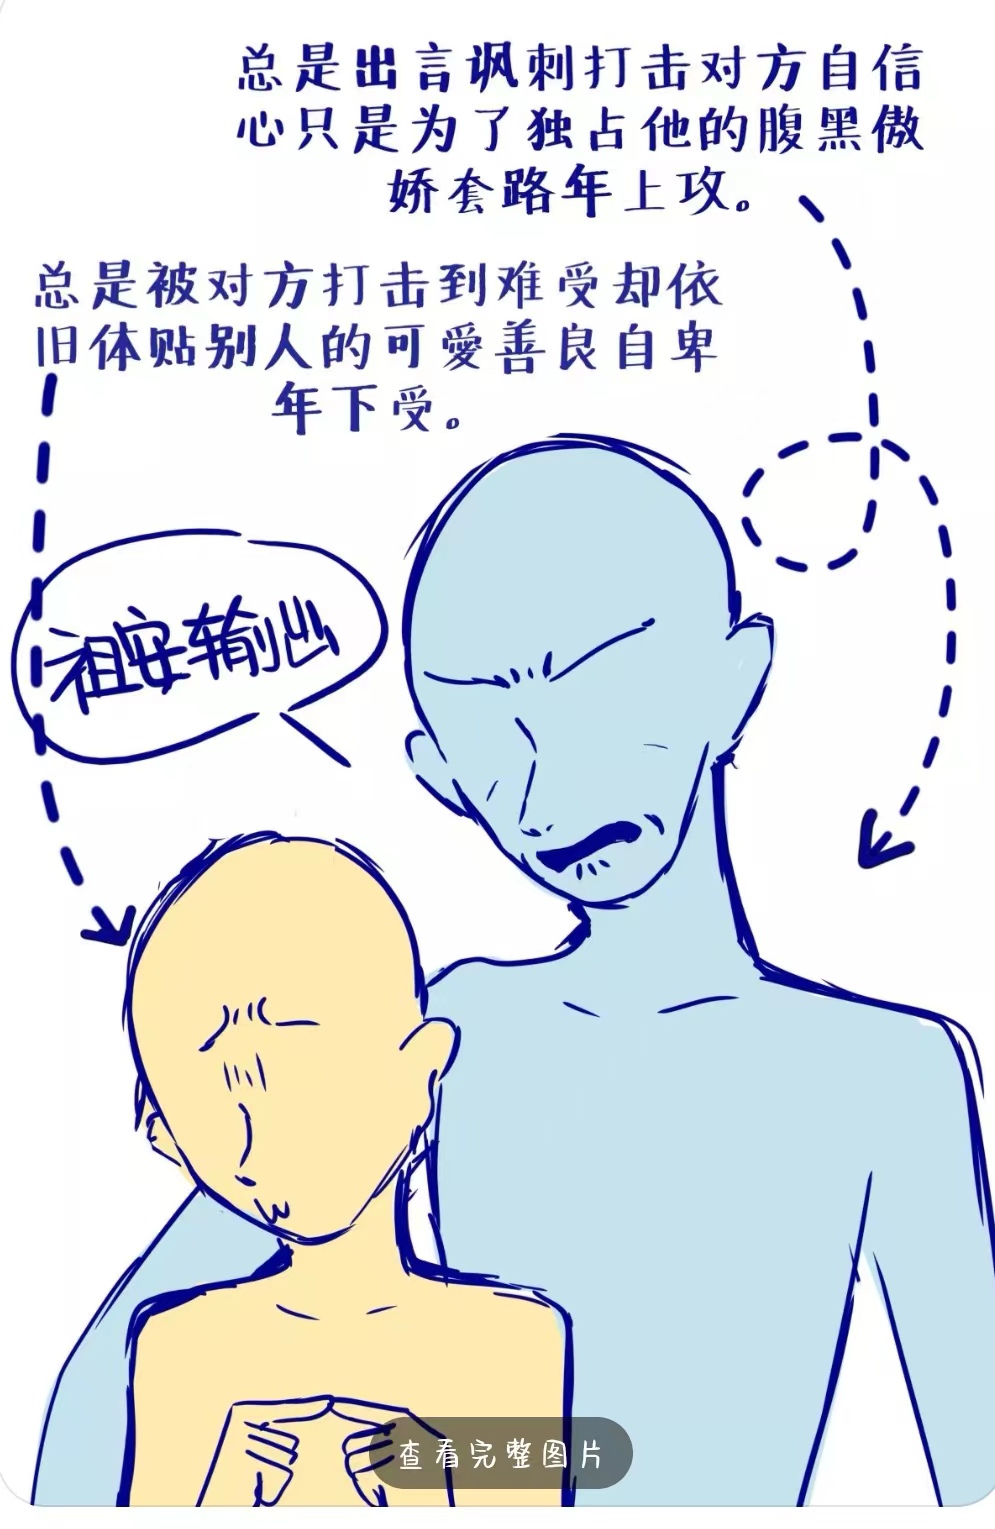 总是出言讽刺打击对方自信
心只是为了独占他的腹黑傲
娇套路年上攻。
总是被对方打击到难受却依
旧体贴别人的可愛善良自卑
年下受。
祖安输出
查看完整图片